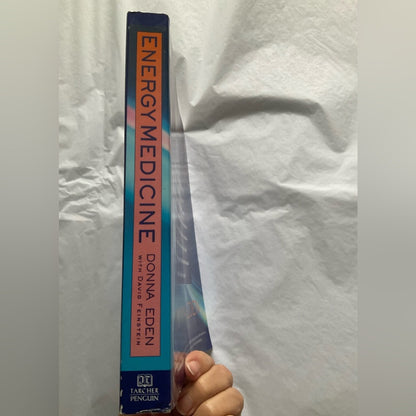 ENERGY MEDICINE
DONNA EDEN
WITH DAVID FEINSTEIN
TARCHER
PENGUIN